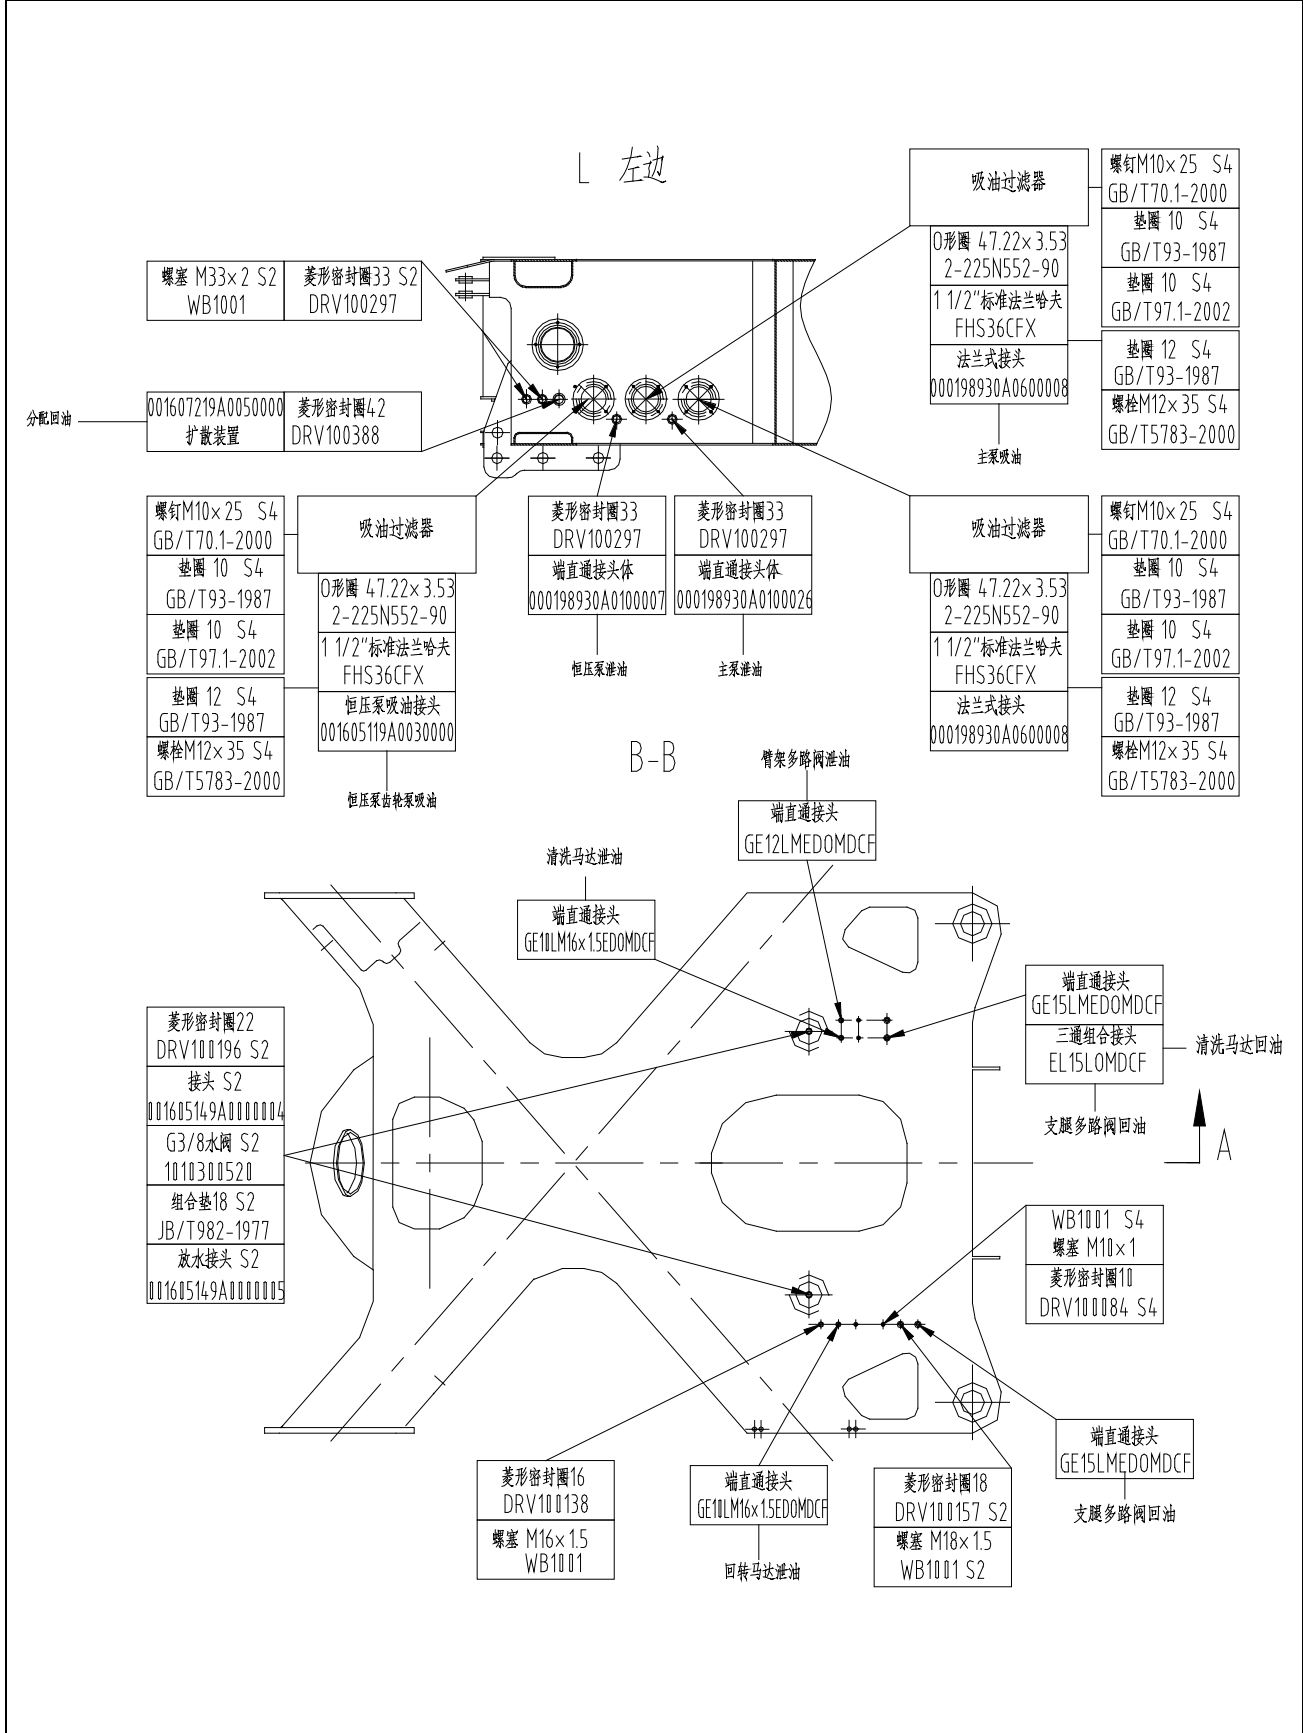 L 左边
吸油过滤器
螺钉M10×25 S4
GB/T70.1-2000
垫圈 10 S4
GB/T93-1987
垫圈 10 S4
GB/T97.1-2002
O形圈 47.22×3.53
2-225N552-90
1 1/2"标准法兰哈夫
FHS36CFX
法兰式接头
000198930A0600008
垫圈 12 S4
GB/T93-1987
螺栓M12×35 S4
GB/T5783-2000
主泵吸油
螺塞 M33×2 S2
WB1001
菱形密封圈33 S2
DRV100297
分配回油
001607219A0050000
扩散装置
菱形密封圈42
DRV100388
螺钉M10×25 S4
GB/T70.1-2000
垫圈 10 S4
GB/T93-1987
垫圈 10 S4
GB/T97.1-2002
垫圈 12 S4
GB/T93-1987
螺栓M12×35 S4
GB/T5783-2000
吸油过滤器
O形圈 47.22×3.53
2-225N552-90
1 1/2"标准法兰哈夫
FHS36CFX
恒压泵吸油接头
001605119A0030000
恒压泵齿轮泵吸油
菱形密封圈33
DRV100297
端直通接头体
000198930A0100007
恒压泵泄油
菱形密封圈33
DRV100297
端直通接头体
000198930A0100026
主泵泄油
吸油过滤器
O形圈 47.22×3.53
2-225N552-90
1 1/2"标准法兰哈夫
FHS36CFX
法兰式接头
000198930A0600008
螺钉M10×25 S4
GB/T70.1-2000
垫圈 10 S4
GB/T93-1987
垫圈 10 S4
GB/T97.1-2002
垫圈 12 S4
GB/T93-1987
螺栓M12×35 S4
GB/T5783-2000
B-B
臂架多路阀泄油
端直通接头
GE12LMEDOMDCF
清洗马达泄油
端直通接头
GE10LM16×1.5EDOMDCF
端直通接头
GE15LMEDOMDCF
三通组合接头
EL15LOMDCF
清洗马达回油
支腿多路阀回油
A
菱形密封圈22
DRV100196 S2
接头 S2
001605149A0000004
G3/8水阀 S2
1010300520
组合垫18 S2
JB/T982-1977
放水接头 S2
001605149A0000005
WB1001 S4
螺塞 M10×1
菱形密封圈10
DRV100084 S4
端直通接头
GE15LMEDOMDCF
支腿多路阀回油
菱形密封圈16
DRV100138
螺塞 M16×1.5
WB1001
端直通接头
GE10LM16×1.5EDOMDCF
回转马达泄油
菱形密封圈18
DRV100157 S2
螺塞 M18×1.5
WB1001 S2